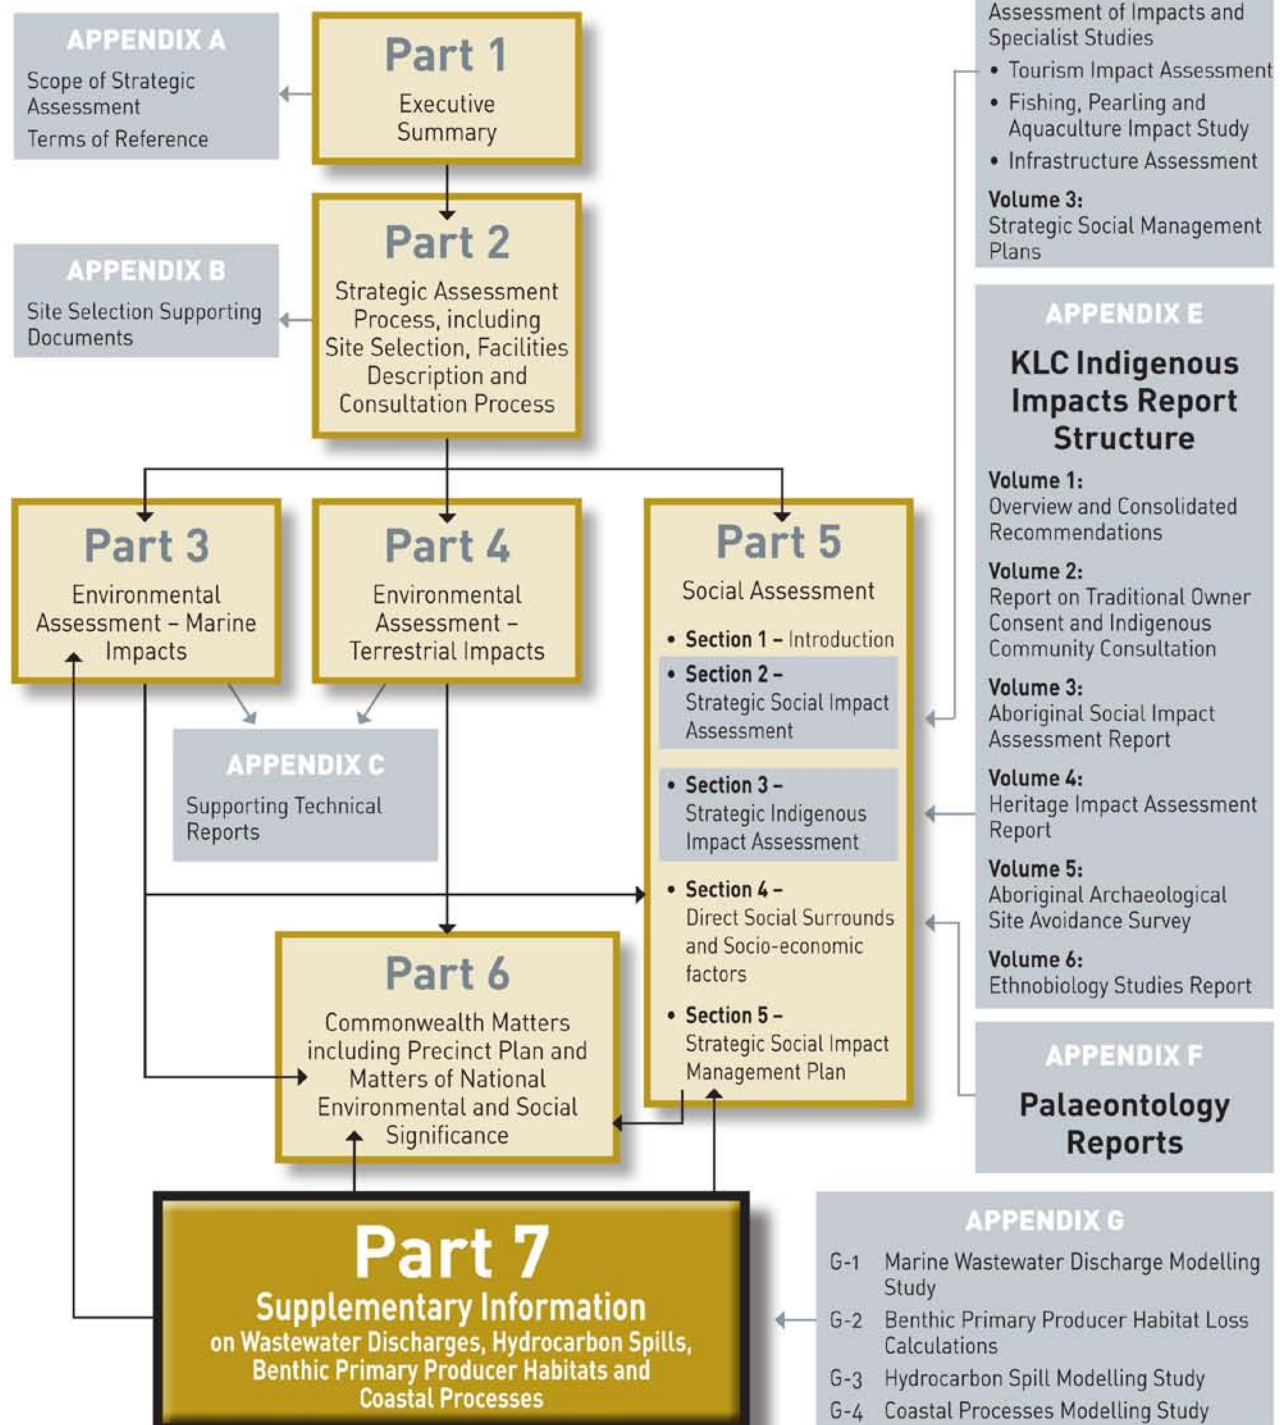 APPENDIX A
Scope of Strategic
Assessment
Terms of Reference
Part 1
Executive
Summary
APPENDIX B
Site Selection Supporting
Documents
Part 2
Strategic Assessment
Process, including
Site Selection, Facilities
Description and
Consultation Process
Part 3
Environmental
Assessment – Marine
Impacts
Part 4
Environmental
Assessment –
Terrestrial Impacts
APPENDIX C
Supporting Technical
Reports
Part 5
Social Assessment
• Section 1 – Introduction
• Section 2 –
Strategic Social Impact
Assessment
• Section 3 –
Strategic Indigenous
Impact Assessment
• Section 4 –
Direct Social Surrounds
and Socio-economic
factors
• Section 5 –
Strategic Social Impact
Management Plan
Part 6
Commonwealth Matters
including Precinct Plan and
Matters of National
Environmental and Social
Significance
Part 7
Supplementary Information
on Wastewater Discharges, Hydrocarbon Spills,
Benthic Primary Producer Habitats and
Coastal Processes
Assessment of Impacts and
Specialist Studies
• Tourism Impact Assessment
• Fishing, Pearling and
Aquaculture Impact Study
• Infrastructure Assessment
Volume 3:
Strategic Social Management
Plans
APPENDIX E
KLC Indigenous
Impacts Report
Structure
Volume 1:
Overview and Consolidated
Recommendations
Volume 2:
Report on Traditional Owner
Consent and Indigenous
Community Consultation
Volume 3:
Aboriginal Social Impact
Assessment Report
Volume 4:
Heritage Impact Assessment
Report
Volume 5:
Aboriginal Archaeological
Site Avoidance Survey
Volume 6:
Ethnobiology Studies Report
APPENDIX F
Palaeontology
Reports
APPENDIX G
G-1 Marine Wastewater Discharge Modelling
Study
G-2 Benthic Primary Producer Habitat Loss
Calculations
G-3 Hydrocarbon Spill Modelling Study
G-4 Coastal Processes Modelling Study